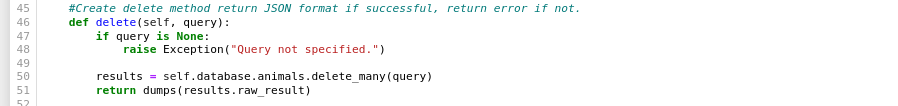 45 #Create delete method return JSON format if successful, return error if not.
46 def delete(self, query):
47 if query is None:
48 raise Exception("Query not specified.")
49
50 results = self.database.animals.delete_many(query)
51 return dumps(results.raw_result)
52